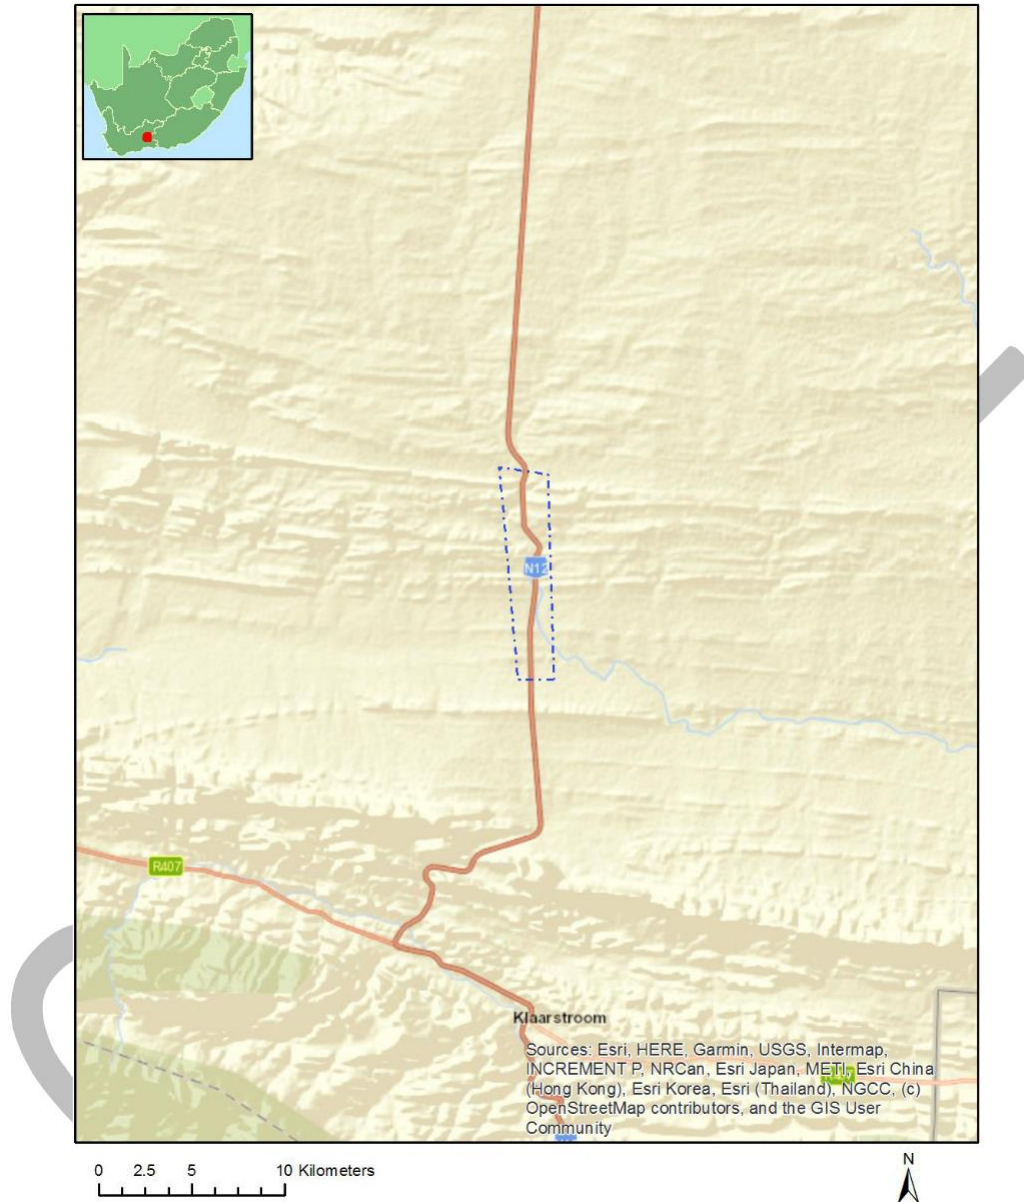 N12
R407
Klaarstroom
Sources: Esri, HERE, Garmin, USGS, Intermap,
INCREMENT P, NRCan, Esri Japan, METI, Esri China
(Hong Kong), Esri Korea, Esri (Thailand), NGCC, (c)
OpenStreetMap contributors, and the GIS User
Community
0 2.5 5 10 Kilometers
N